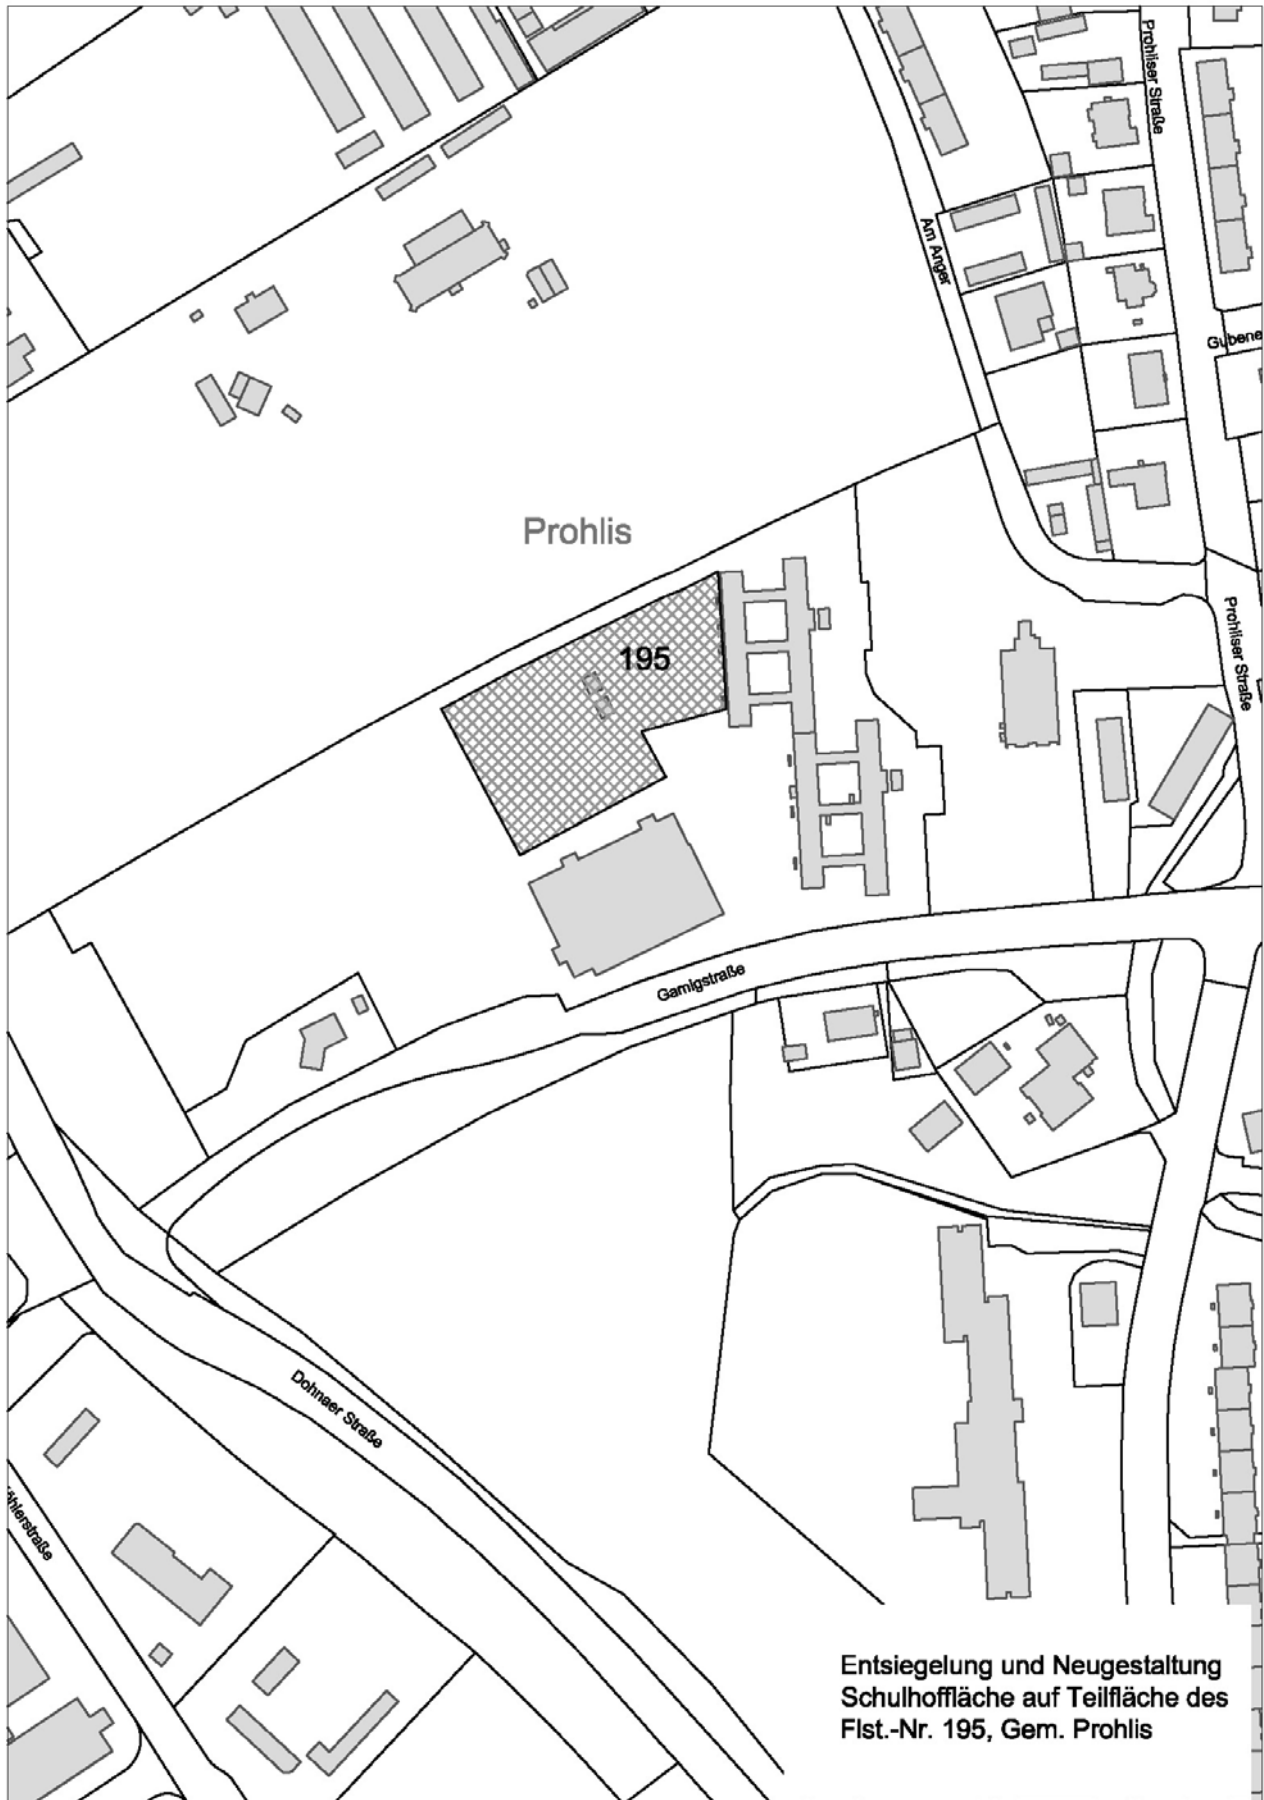 Prohliser Straße
Am Anger
Gubene
Prohlis
195
Prohliser Straße
Gamigstraße
Dohnaer Straße
Entsiegelung und Neugestaltung
Schulhoffläche auf Teilfläche des
Flst.-Nr. 195, Gem. Prohlis